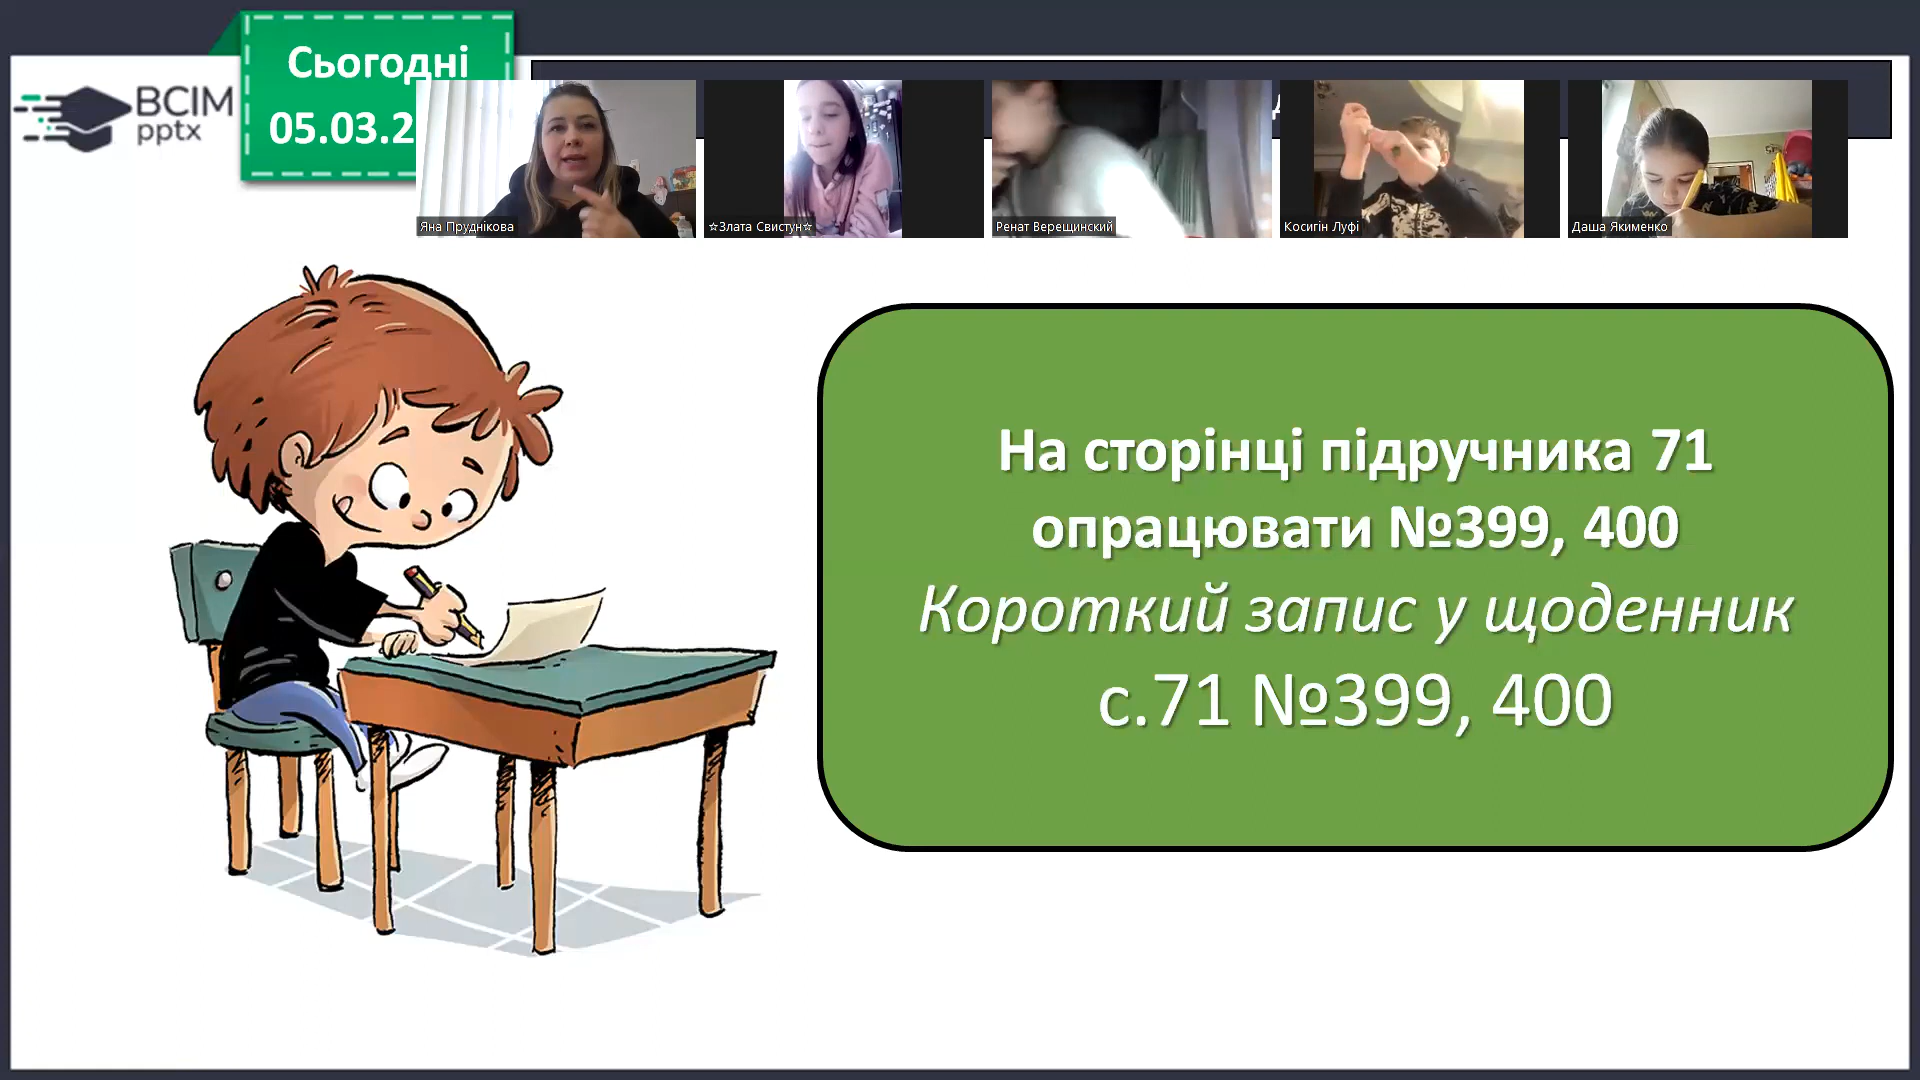 Сьогодні
05.03.2
ВСІМ
pptx
Яна Пруднікова
☆Злата Свистун☆
Ренат Верещинский
Косигін Луфі
Даша Якименко
На сторінці підручника 71
опрацювати №399, 400
Короткий запис у щоденник
с.71 №399, 400